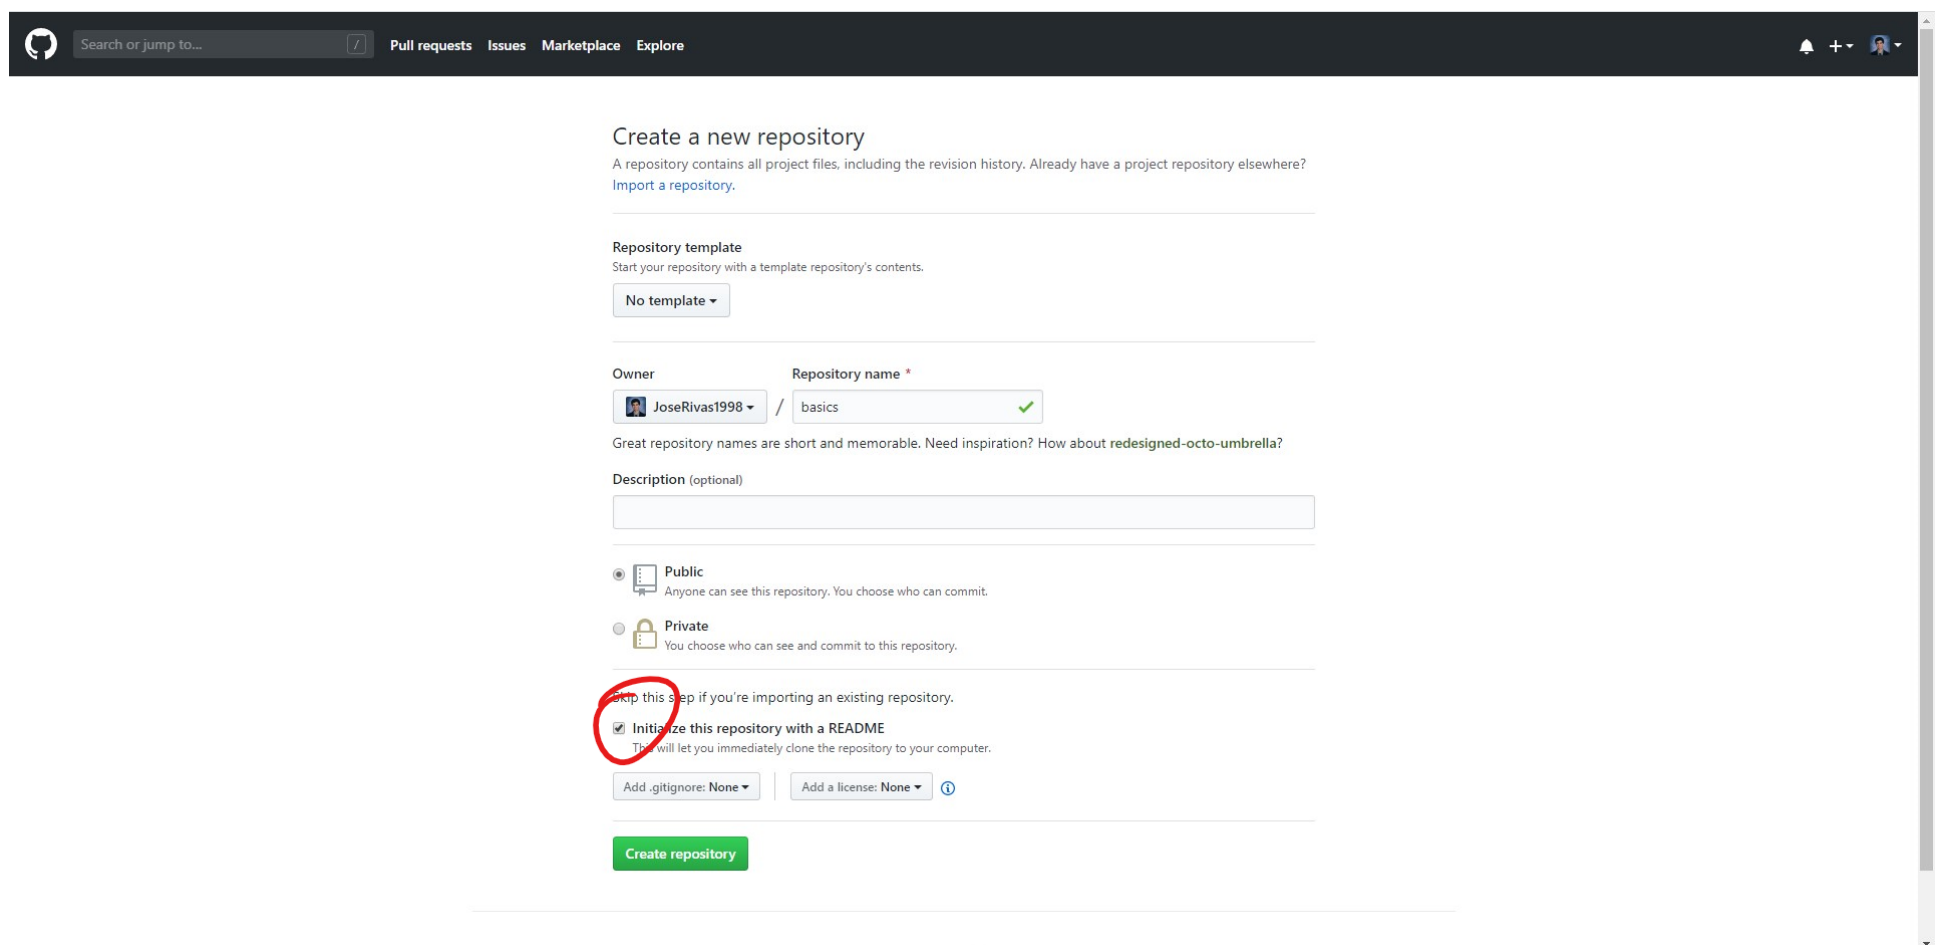 Search or jump to... /
Pull requests Issues Marketplace Explore
Create a new repository
A repository contains all project files, including the revision history. Already have a project repository elsewhere?
Import a repository.
Repository template
Start your repository with a template repository's contents.
No template
Owner Repository name *
JoseRivas1998 / basics
Great repository names are short and memorable. Need inspiration? How about redesigned-octo-umbrella?
Description (optional)
Public
Anyone can see this repository. You choose who can commit.
Private
You choose who can see and commit to this repository.
Skip this step if you're importing an existing repository.
Initialize this repository with a README
This will let you immediately clone the repository to your computer.
Add .gitignore: None Add a license: None
Create repository